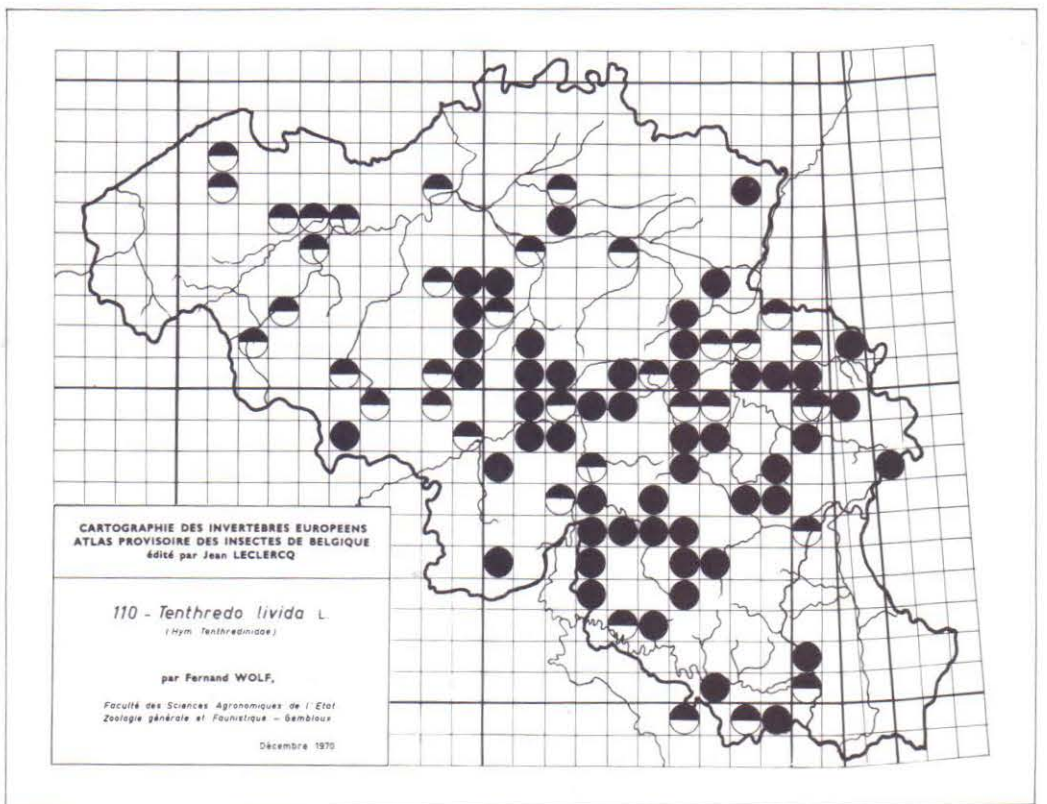 CARTOGRAPHIE DES INVERTEBRES EUROPEENS
ATLAS PROVISOIRE DES INSECTES DE BELGIQUE
édité par Jean LECLERCQ
110 - Tenthredo livida L.
(Hym. Tenthredinidae)
par Fernand WOLF,
Faculté des Sciences Agronomiques de l'Etat
Zoologie générale et Faunistique - Gembloux
Décembre 1970